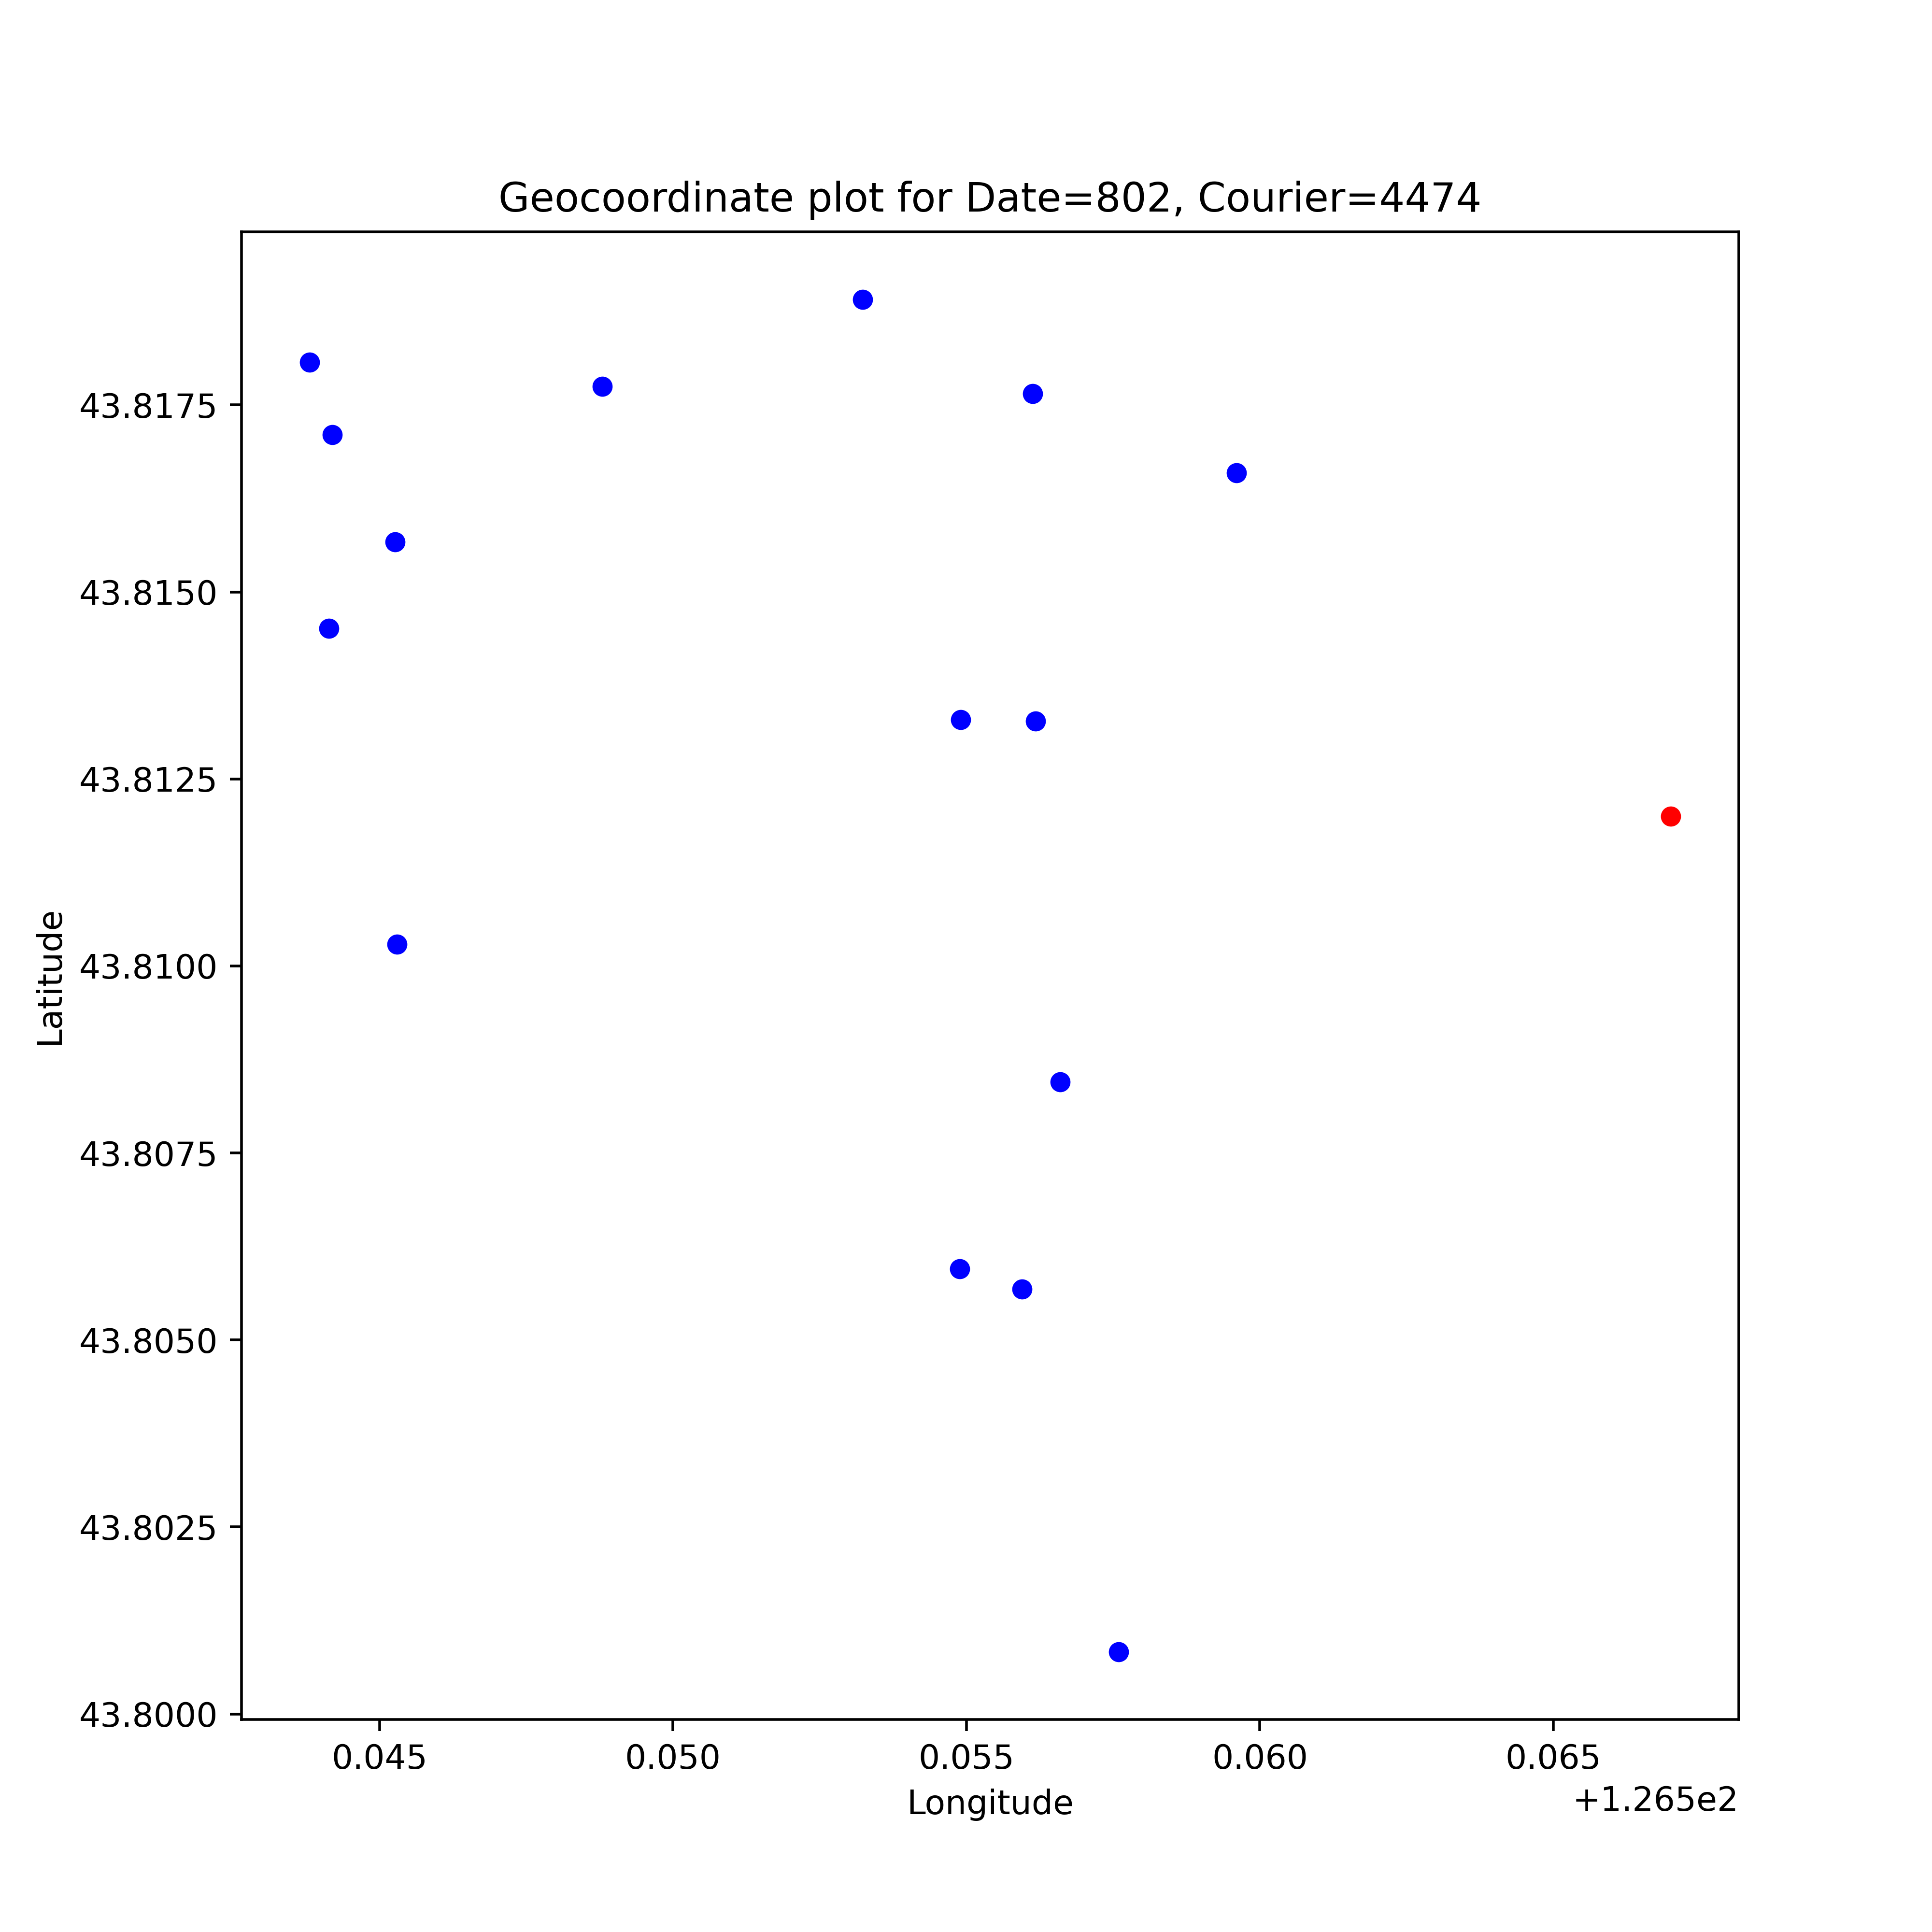 Geocoordinate plot for Date=802, Courier=4474
43.8175
43.8150
43.8125
43.8100
43.8075
43.8050
43.8025
43.8000
Latitude
0.045 0.050 0.055 0.060 0.065
+1.265e2
Longitude